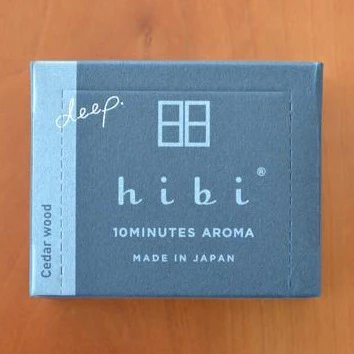 deep.
hibi®
10MINUTES AROMA
MADE IN JAPAN
Cedar wood